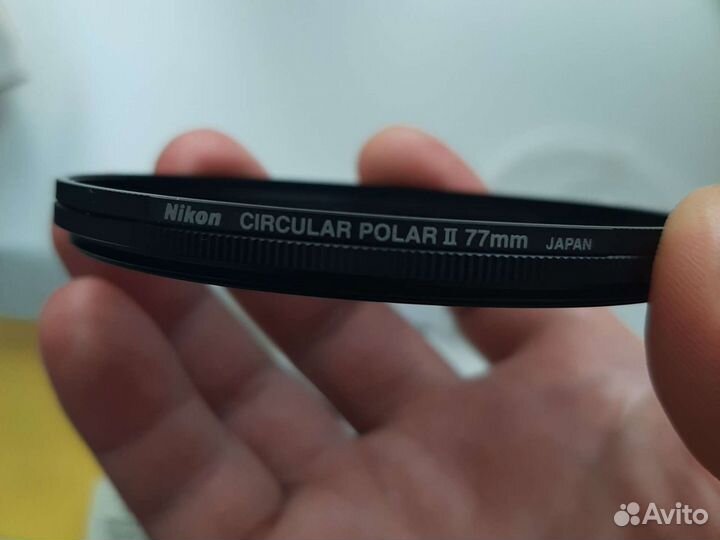 Nikon CIRCULAR POLAR II 77mm JAPAN
Avito